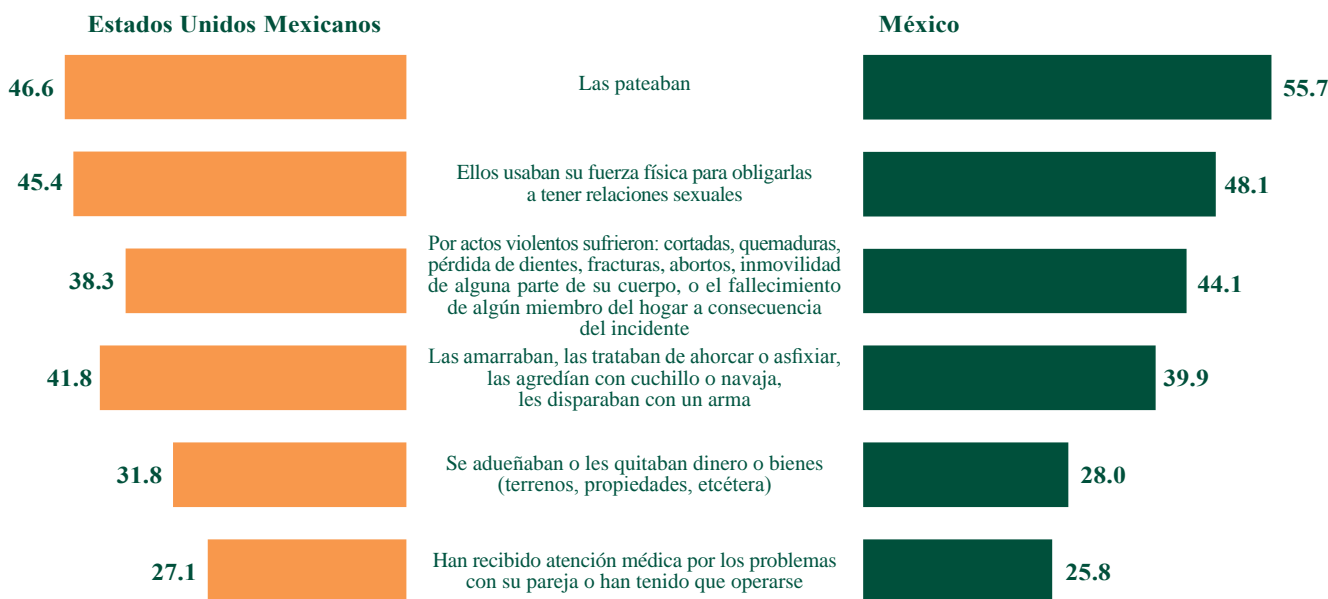 Estados Unidos Mexicanos
México
46.6
Las pateaban
55.7
45.4
Ellos usaban su fuerza física para obligarlas
a tener relaciones sexuales
48.1
38.3
Por actos violentos sufrieron: cortadas, quemaduras,
pérdida de dientes, fracturas, abortos, inmovilidad
de alguna parte de su cuerpo, o el fallecimiento
de algún miembro del hogar a consecuencia
del incidente
44.1
41.8
Las amarraban, las trataban de ahorcar o asfixiar,
las agredían con cuchillo o navaja,
les disparaban con un arma
39.9
31.8
Se adueñaban o les quitaban dinero o bienes
(terrenos, propiedades, etcétera)
28.0
27.1
Han recibido atención médica por los problemas
con su pareja o han tenido que operarse
25.8